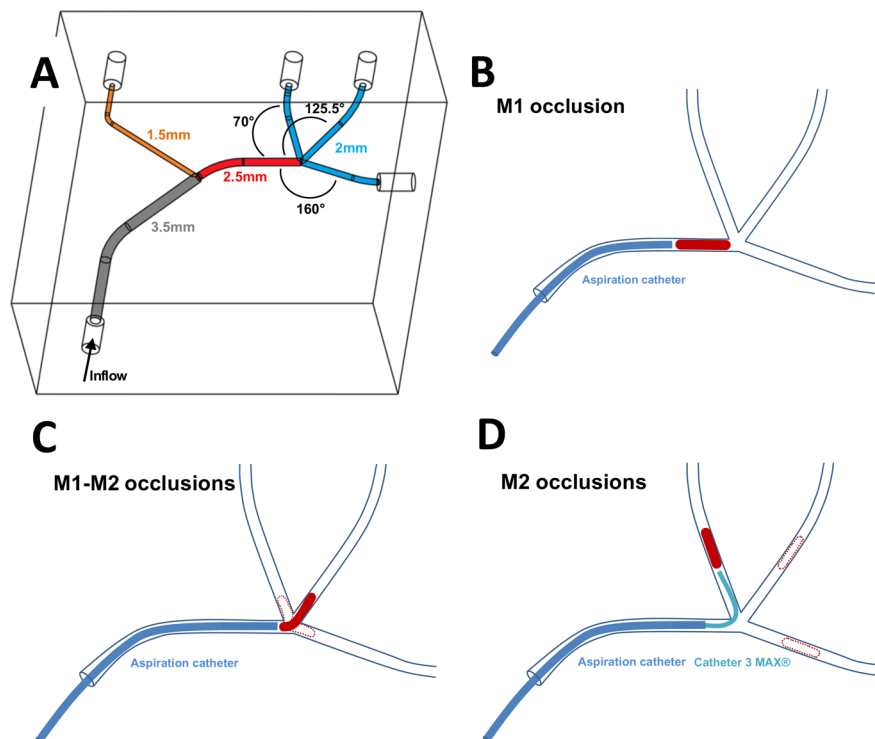 A
70°
125.5°
1.5mm
2mm
2.5mm
160°
3.5mm
Inflow
B
M1 occlusion
Aspiration catheter
C
M1-M2 occlusions
Aspiration catheter
D
M2 occlusions
Aspiration catheter
Catheter 3 MAX®